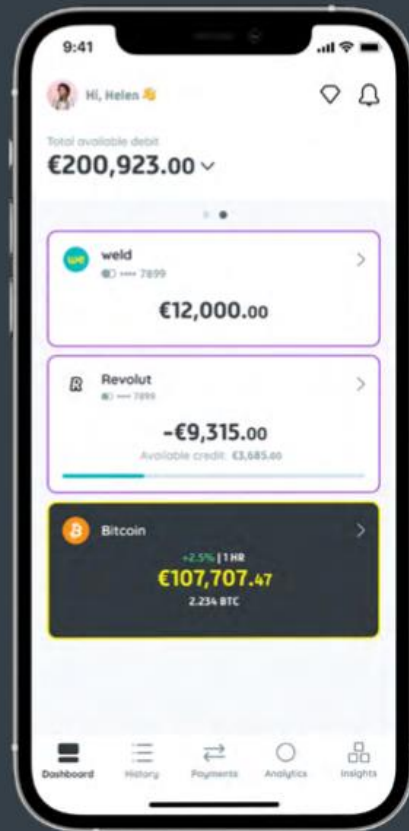 9:41
Hi, Helen 👋
Total available debit
€200,923.00
we weld
•••• 7899
€12,000.00
R Revolut
•••• 7899
-€9,315.00
Available credit: €3,685.00
Bitcoin
+2.5% | 1 HR
€107,707.47
2.234 BTC
Dashboard History Payments Analytics Insights